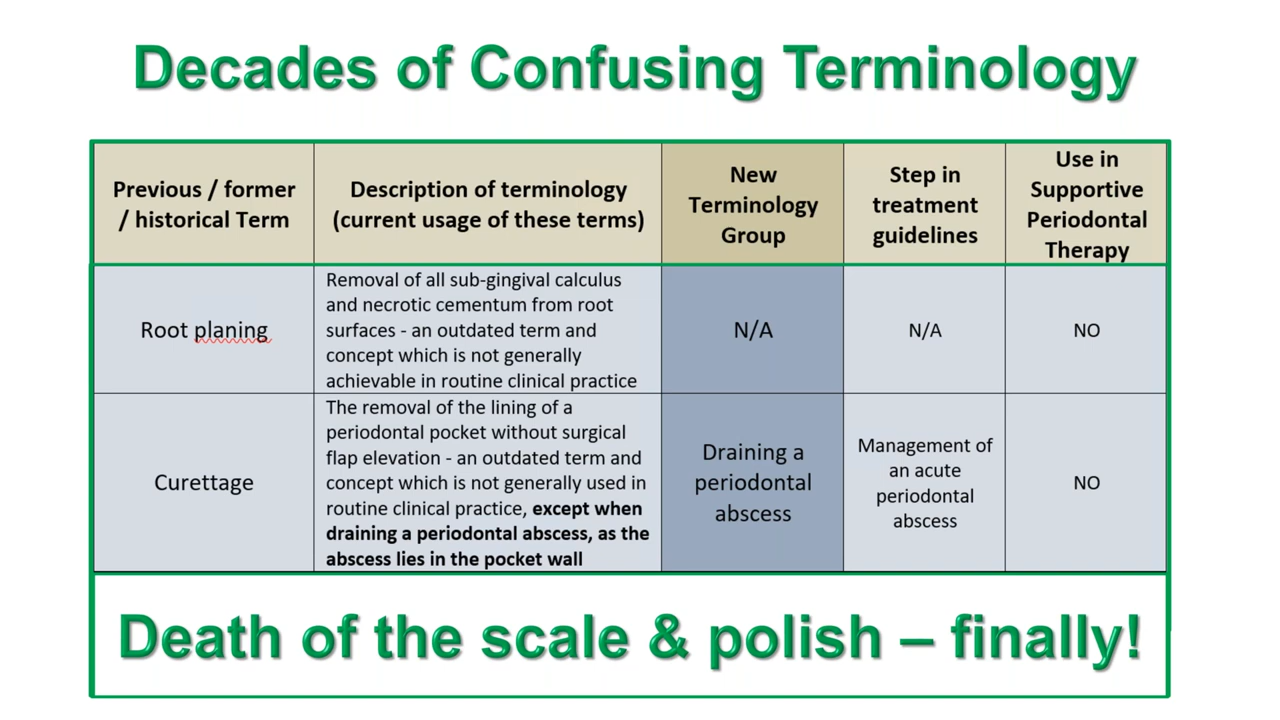 Decades of Confusing Terminology
Previous / former
/ historical Term
Description of terminology
(current usage of these terms)
New
Terminology
Group
Step in
treatment
guidelines
Use in
Supportive
Periodontal
Therapy
Root planing
Removal of all sub-gingival calculus
and necrotic cementum from root
surfaces - an outdated term and
concept which is not generally
achievable in routine clinical practice
N/A
N/A
NO
Curettage
The removal of the lining of a
periodontal pocket without surgical
flap elevation - an outdated term and
concept which is not generally used in
routine clinical practice, except when
draining a periodontal abscess, as the
abscess lies in the pocket wall
Draining a
periodontal
abscess
Management of
an acute
periodontal
abscess
NO
Death of the scale & polish – finally!